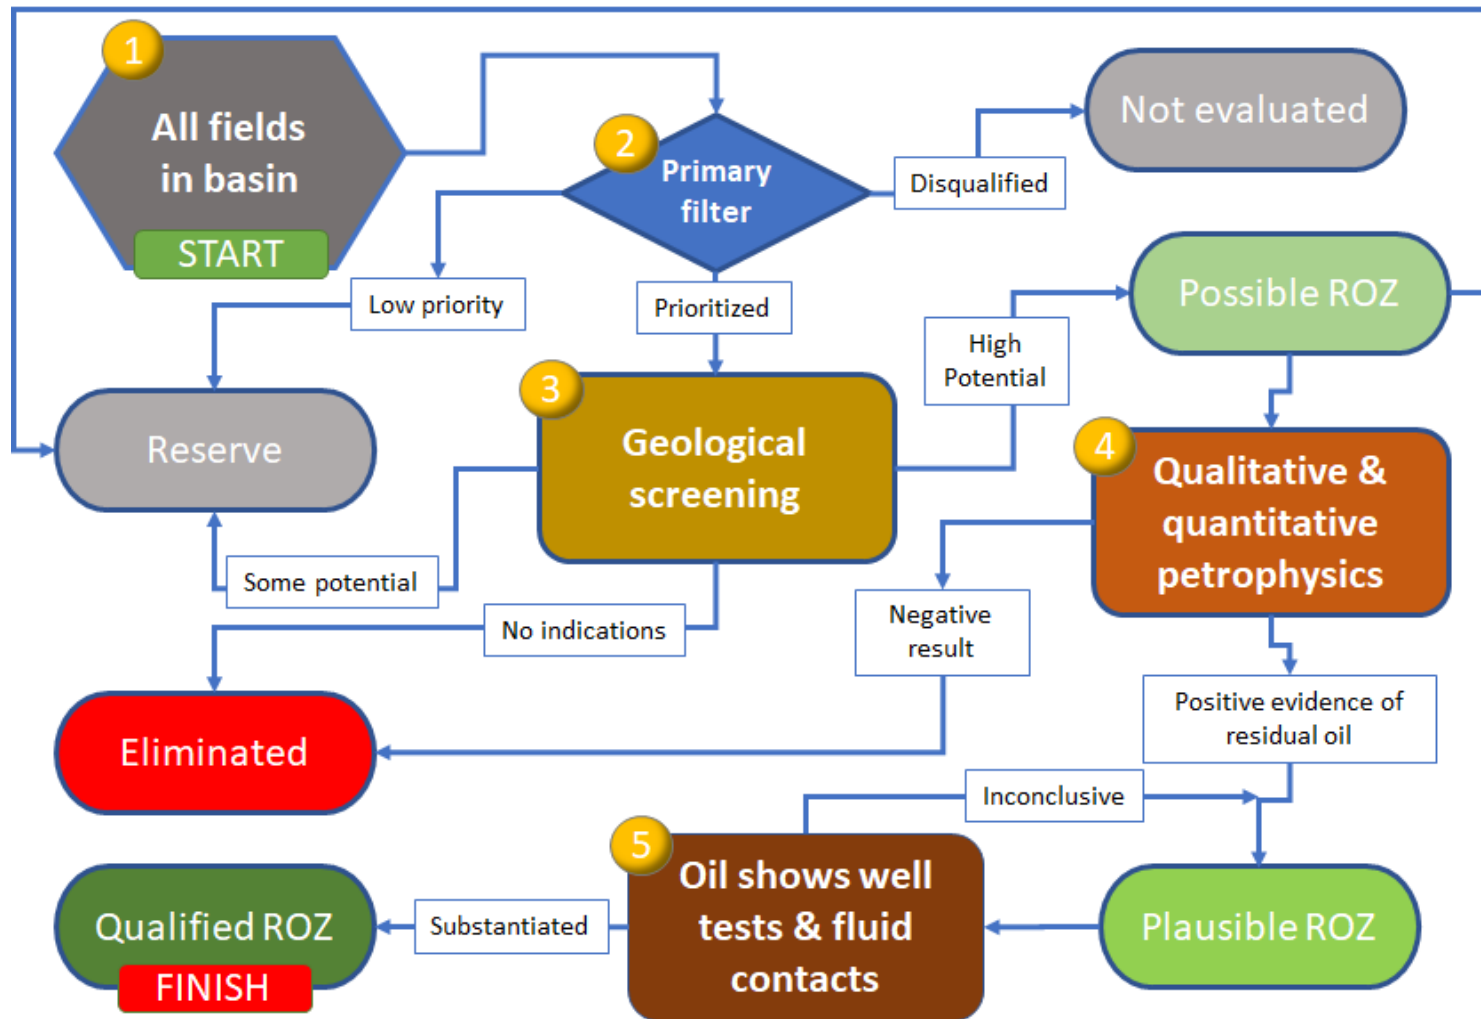 1
All fields
in basin
START
2
Primary
filter
Disqualified
Not evaluated
Low priority
Prioritized
High
Potential
Possible ROZ
Reserve
3
Geological
screening
4
Qualitative &
quantitative
petrophysics
Some potential
No indications
Negative
result
Positive evidence of
residual oil
Eliminated
Inconclusive
5
Oil shows well
tests & fluid
contacts
Substantiated
Qualified ROZ
FINISH
Plausible ROZ